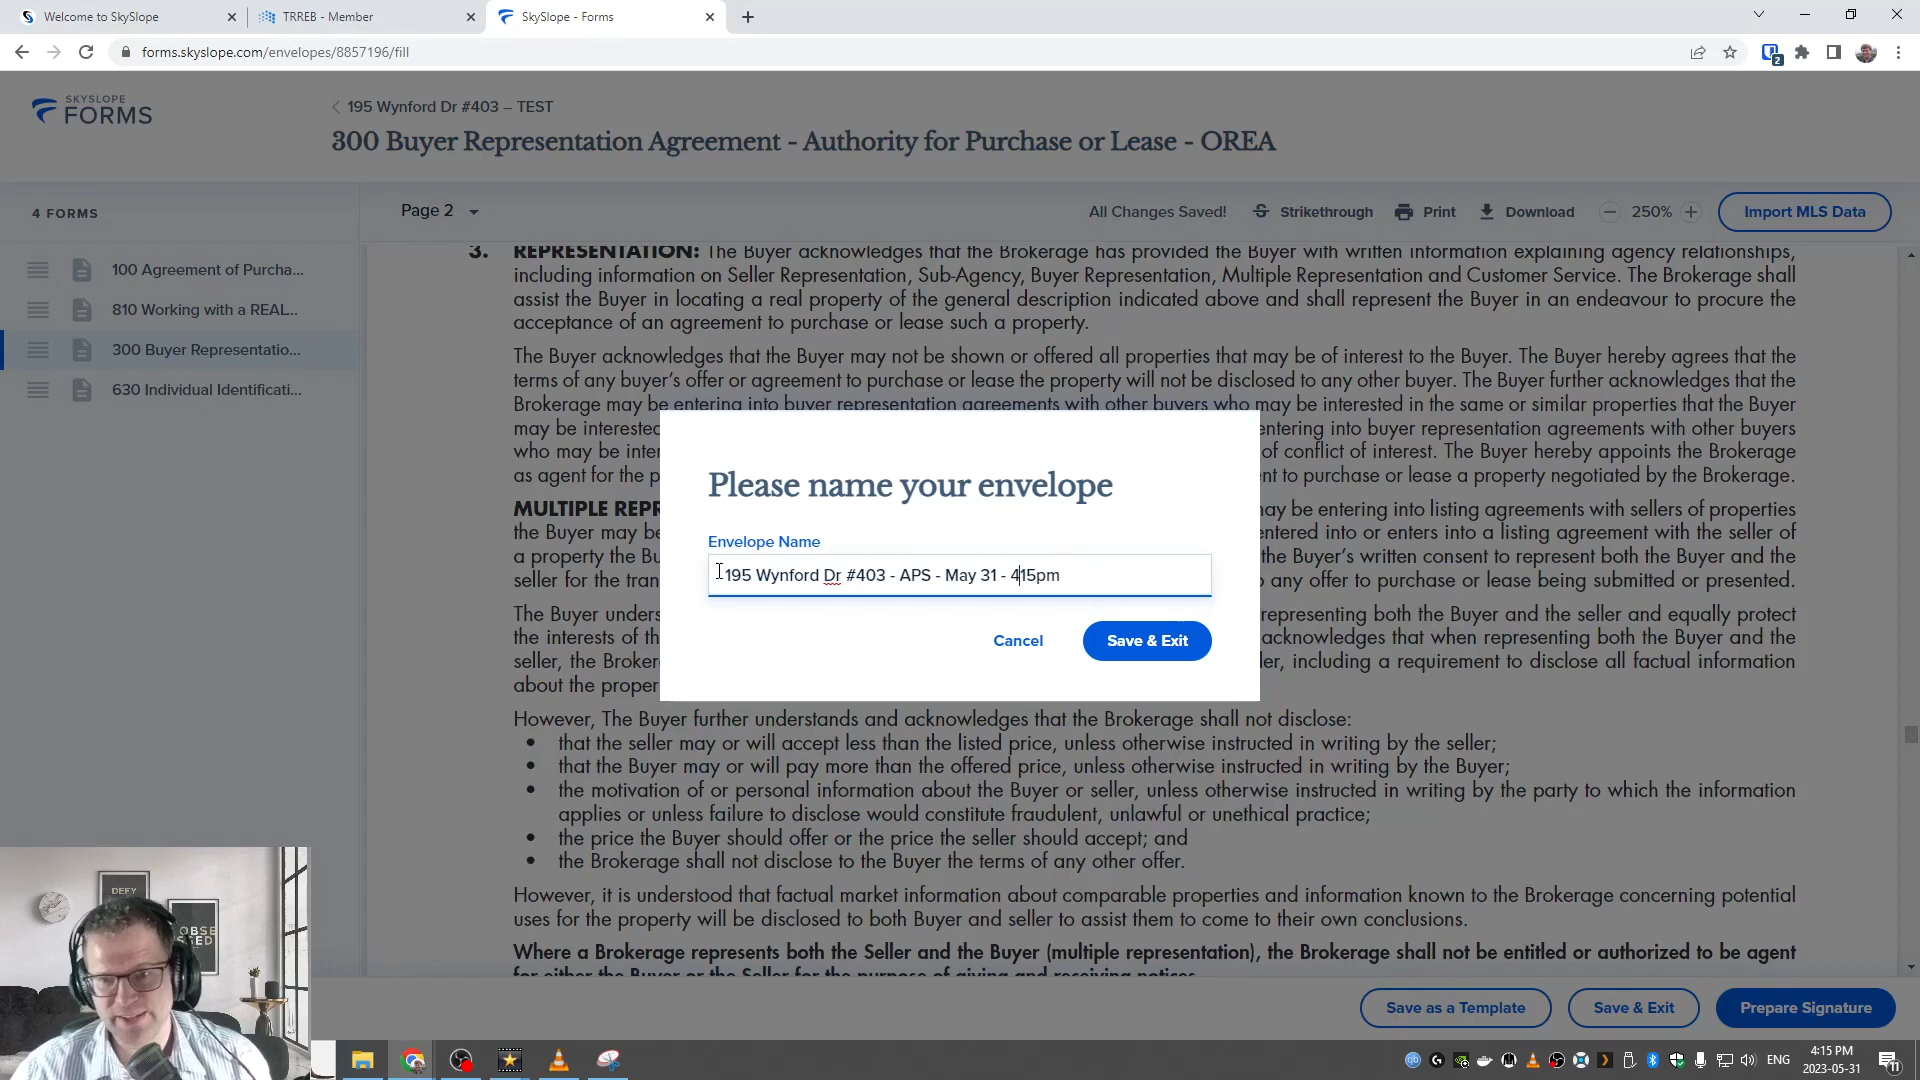 Welcome to SkySlope
TRREB - Member
SkySlope - Forms
forms.skyslope.com/envelopes/8857196/fill
2
SKYSLOPE
FORMS
195 Wynford Dr #403 – TEST
300 Buyer Representation Agreement - Authority for Purchase or Lease - OREA
4 FORMS
Page 2
All Changes Saved!
Strikethrough
Print
Download
250%
Import MLS Data
100 Agreement of Purcha...
810 Working with a REAL...
300 Buyer Representatio...
630 Individual Identificati...
3. REPRESENTATION: The Buyer acknowledges that the Brokerage has provided the Buyer with written information explaining agency relationships,
including information on Seller Representation, Sub-Agency, Buyer Representation, Multiple Representation and Customer Service. The Brokerage shall
assist the Buyer in locating a real property of the general description indicated above and shall represent the Buyer in an endeavour to procure the
acceptance of an agreement to purchase or lease such a property.
The Buyer acknowledges that the Buyer may not be shown or offered all properties that may be of interest to the Buyer. The Buyer hereby agrees that the
terms of any buyer's offer or agreement to purchase or lease the property will not be disclosed to any other buyer. The Buyer further acknowledges that the
Brokerage may be entering into buyer representation agreements with other buyers who may be interested in the same or similar properties that the Buyer
may be interested entering into buyer representation agreements with other buyers
who may be inter of conflict of interest. The Buyer hereby appoints the Brokerage
as agent for the p nt to purchase or lease a property negotiated by the Brokerage.
MULTIPLE REPR nay be entering into listing agreements with sellers of properties
the Buyer may be entered into or enters into a listing agreement with the seller of
a property the Bu the Buyer's written consent to represent both the Buyer and the
seller for the tran o any offer to purchase or lease being submitted or presented.
The Buyer unders representing both the Buyer and the seller and equally protect
the interests of th acknowledges that when representing both the Buyer and the
seller, the Broker ler, including a requirement to disclose all factual information
about the proper
Please name your envelope
Envelope Name
195 Wynford Dr #403 - APS - May 31 - 415pm
Cancel
Save & Exit
However, The Buyer further understands and acknowledges that the Brokerage shall not disclose:
• that the seller may or will accept less than the listed price, unless otherwise instructed in writing by the seller;
• that the Buyer may or will pay more than the offered price, unless otherwise instructed in writing by the Buyer;
• the motivation of or personal information about the Buyer or seller, unless otherwise instructed in writing by the party to which the information
applies or unless failure to disclose would constitute fraudulent, unlawful or unethical practice;
• the price the Buyer should offer or the price the seller should accept; and
• the Brokerage shall not disclose to the Buyer the terms of any other offer.
However, it is understood that factual market information about comparable properties and information known to the Brokerage concerning potential
uses for the property will be disclosed to both Buyer and seller to assist them to come to their own conclusions.
Where a Brokerage represents both the Seller and the Buyer (multiple representation), the Brokerage shall not be entitled or authorized to be agent
for either the Buyer or the Seller for the purpose of giving and receiving notices.
DEFY
OBSE
SSED
Save as a Template
Save & Exit
Prepare Signature
ENG
4:15 PM
2023-05-31
11